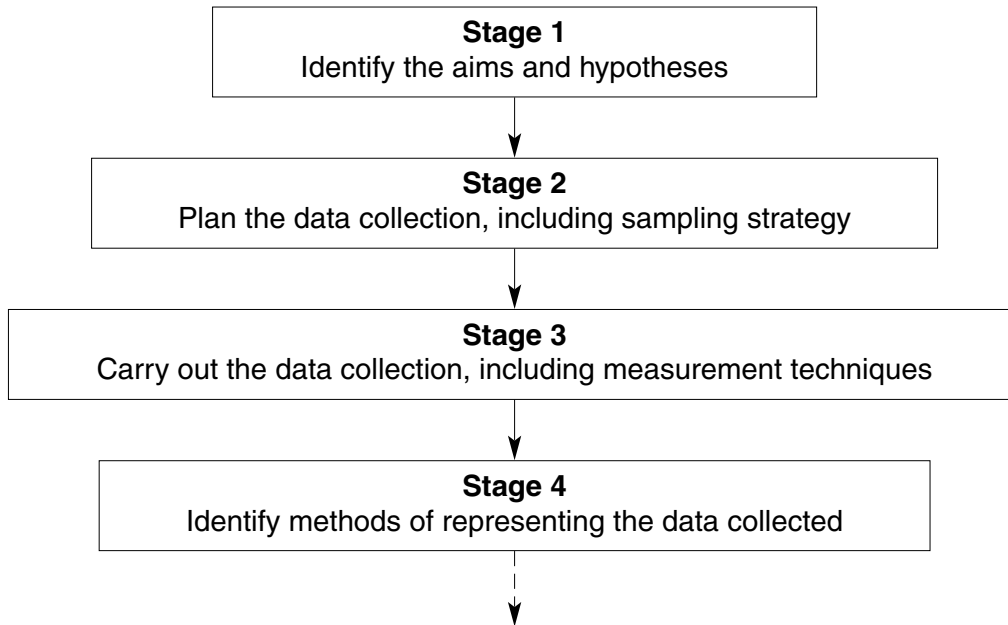 Stage 1
Identify the aims and hypotheses
Stage 2
Plan the data collection, including sampling strategy
Stage 3
Carry out the data collection, including measurement techniques
Stage 4
Identify methods of representing the data collected